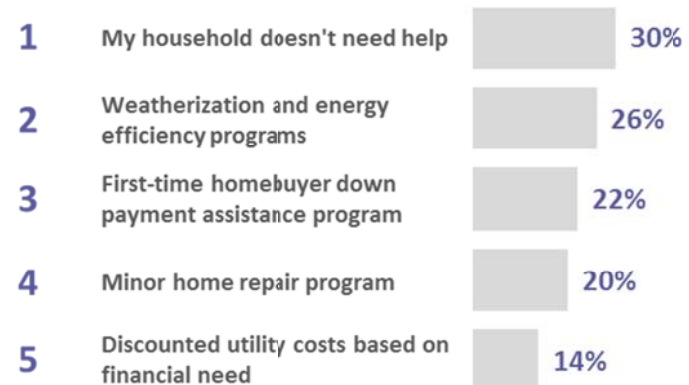 1 My household doesn't need help 30%
2 Weatherization and energy
efficiency programs 26%
3 First-time homebuyer down
payment assistance program 22%
4 Minor home repair program 20%
5 Discounted utility costs based on
financial need 14%